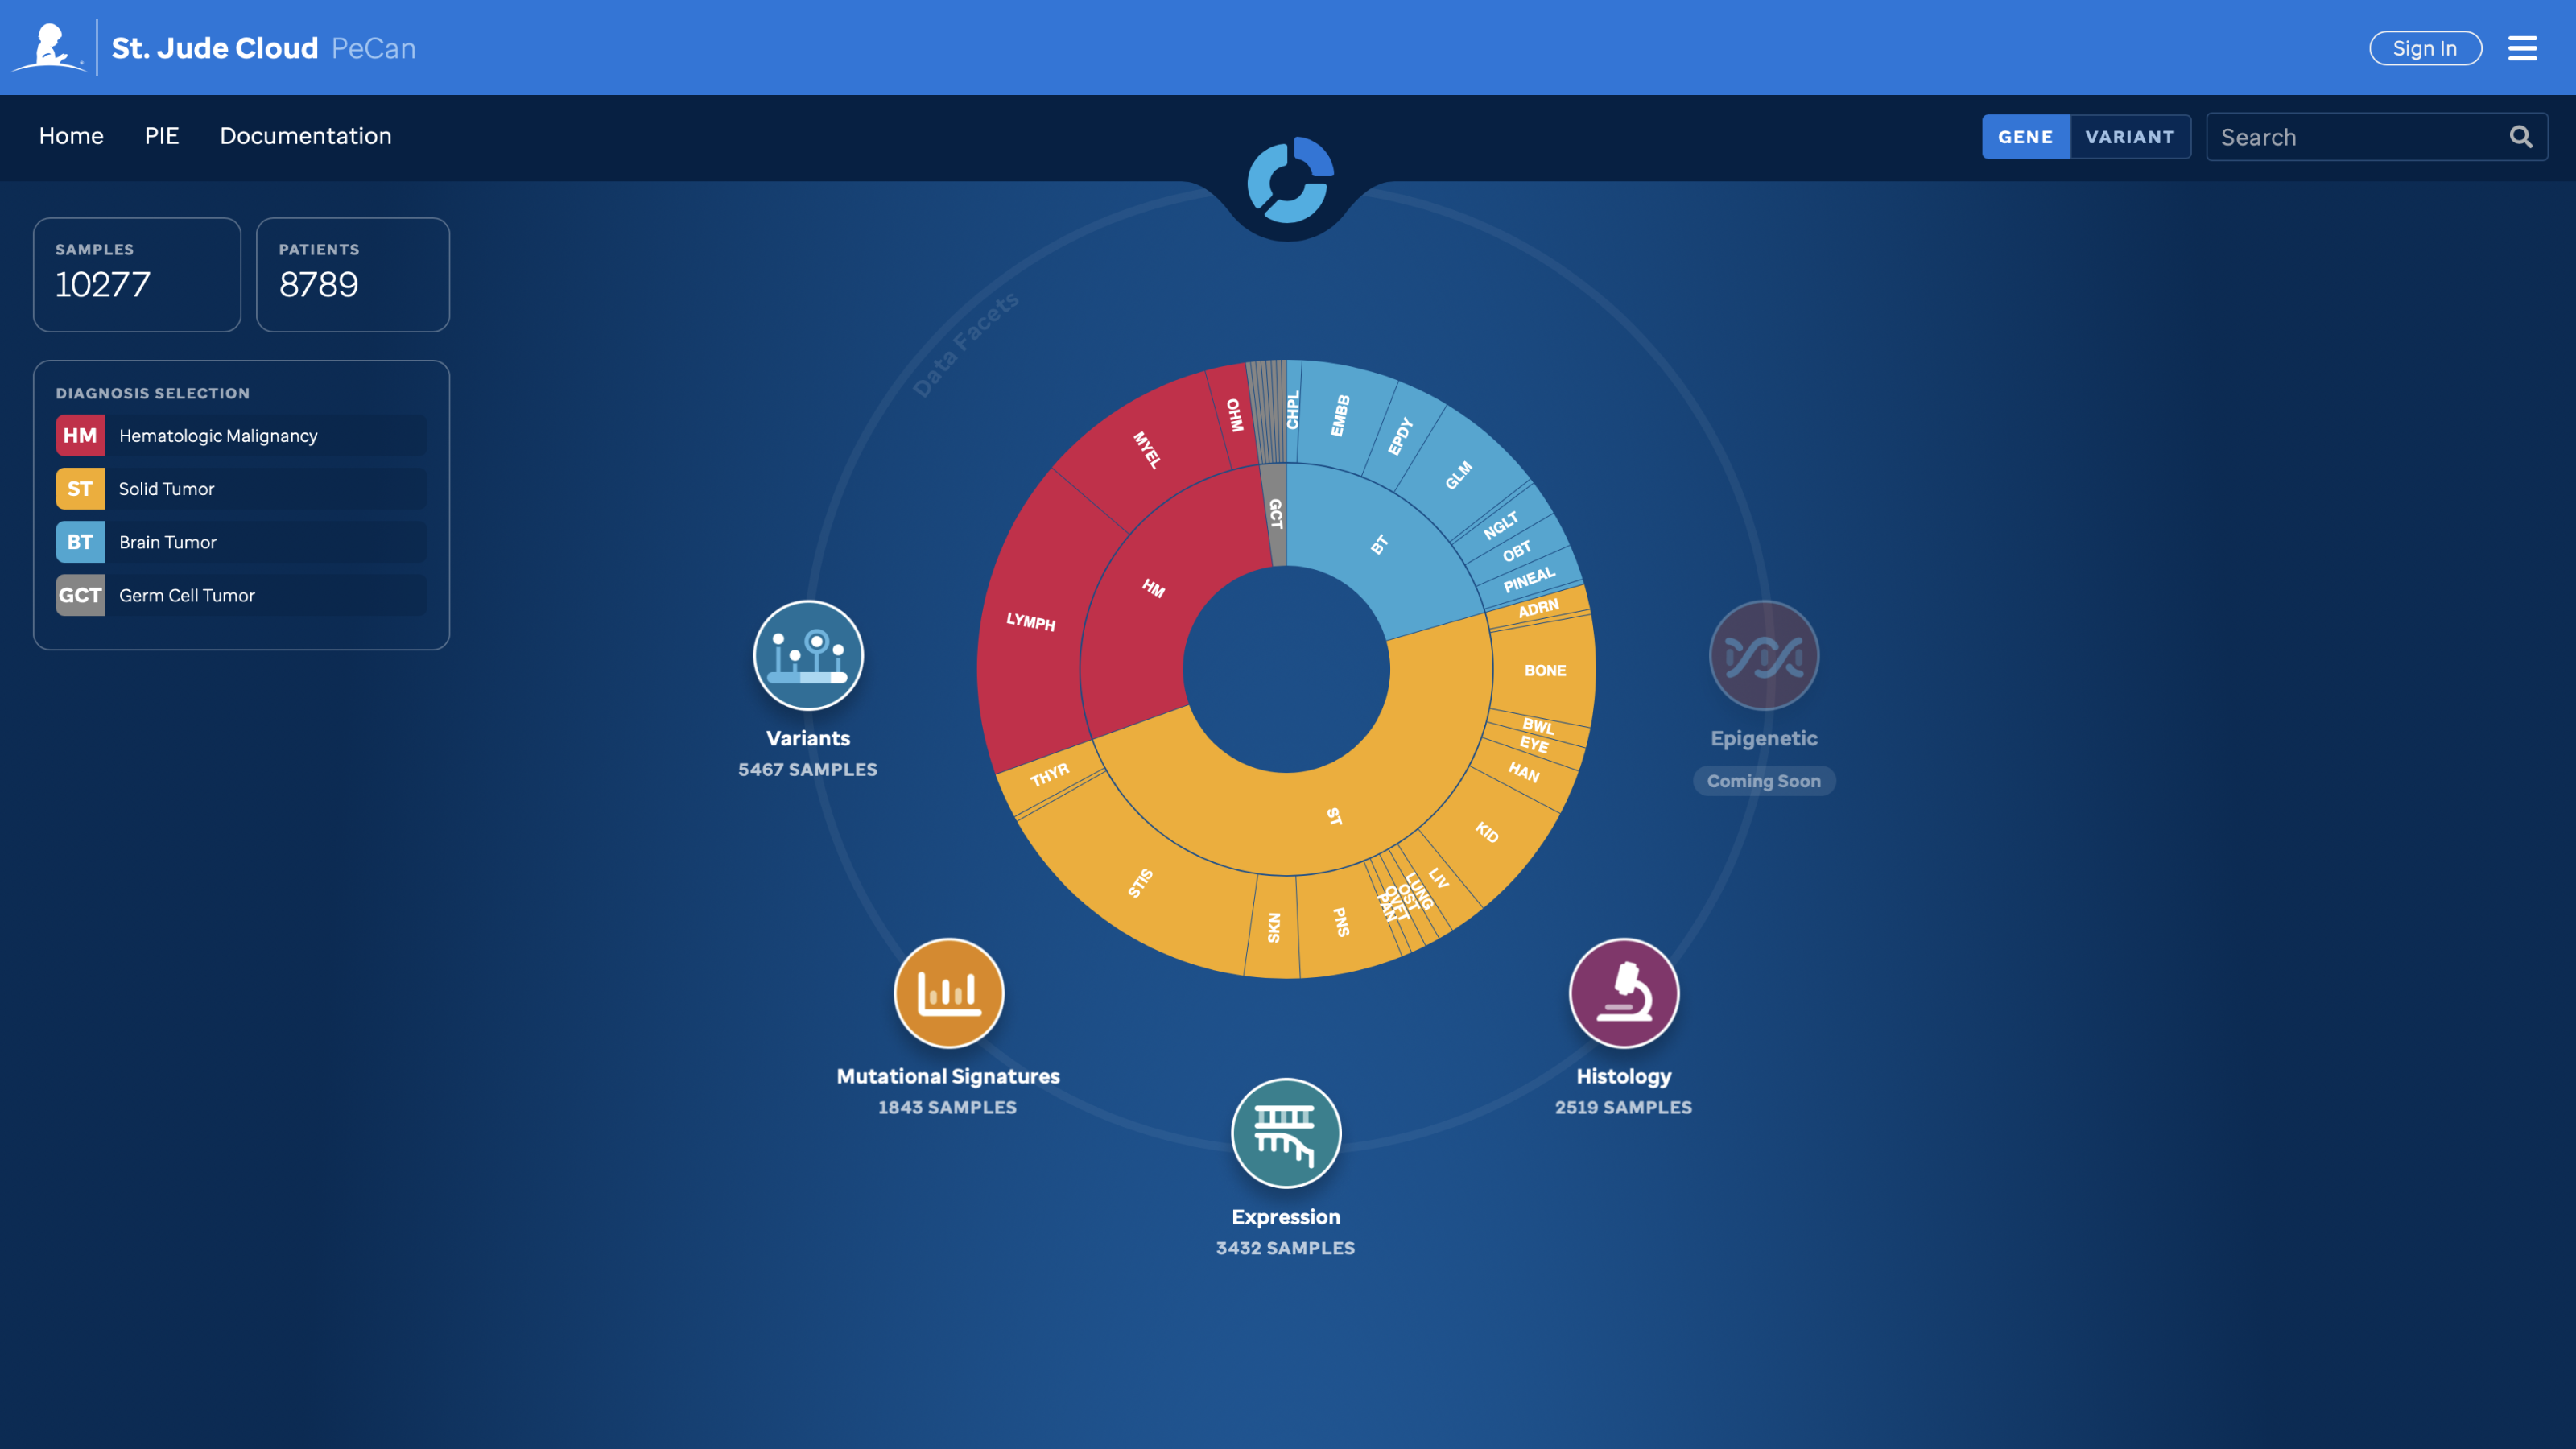 St. Jude Cloud PeCan
Sign In
Home
PIE
Documentation
GENE
VARIANT
Search
SAMPLES
10277
PATIENTS
8789
DIAGNOSIS SELECTION
HM Hematologic Malignancy
ST Solid Tumor
BT Brain Tumor
GCT Germ Cell Tumor
Data Facets
CHPL
EMBB
EPDY
GLM
NGLT
OBT
PINEAL
ADRN
BONE
BWL
EYE
HAN
KID
LIV
LUNG
OST
OVFT
PAN
PNS
SKN
STIS
THYR
LYMPH
MYEL
OHM
GCT
BT
HM
ST
Variants
5467 SAMPLES
Mutational Signatures
1843 SAMPLES
Expression
3432 SAMPLES
Histology
2519 SAMPLES
Epigenetic
Coming Soon